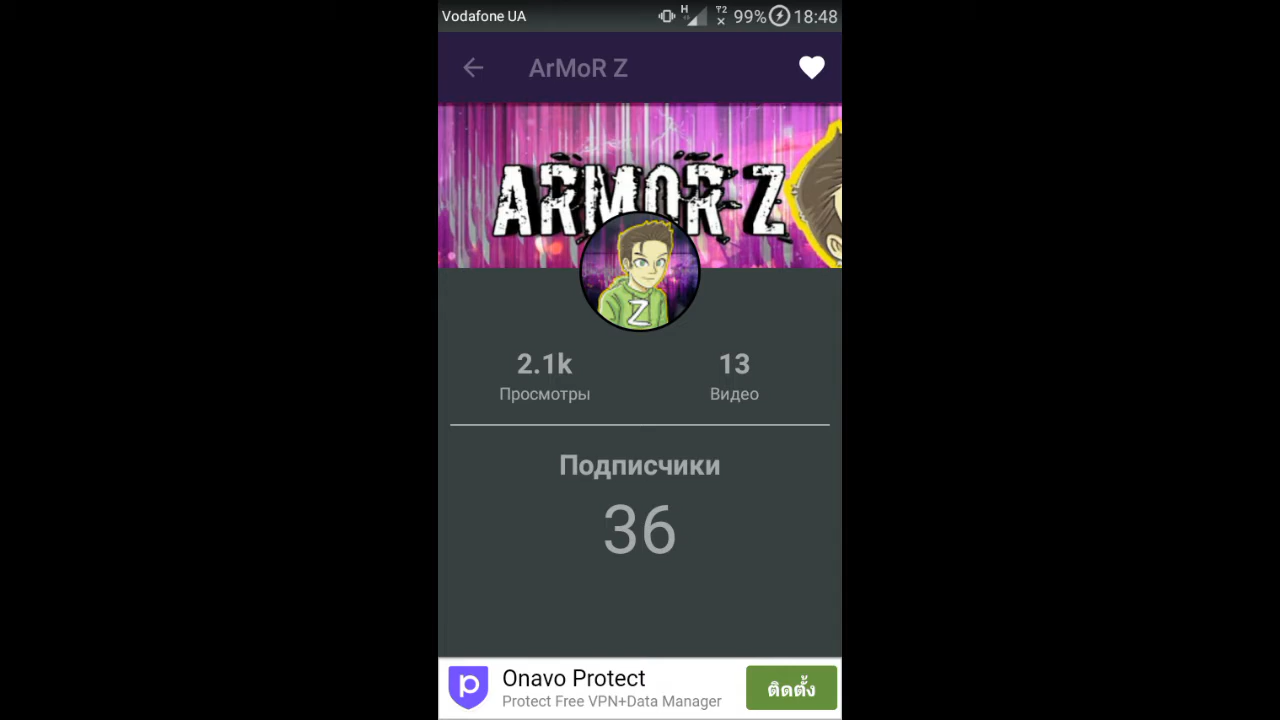 Vodafone UA H 99% 18:48
ArMoR Z
ARMOR Z
Z
2.1k 13
Просмотры Видео
Подписчики
36
Onavo Protect
Protect Free VPN+Data Manager
ติดตั้ง